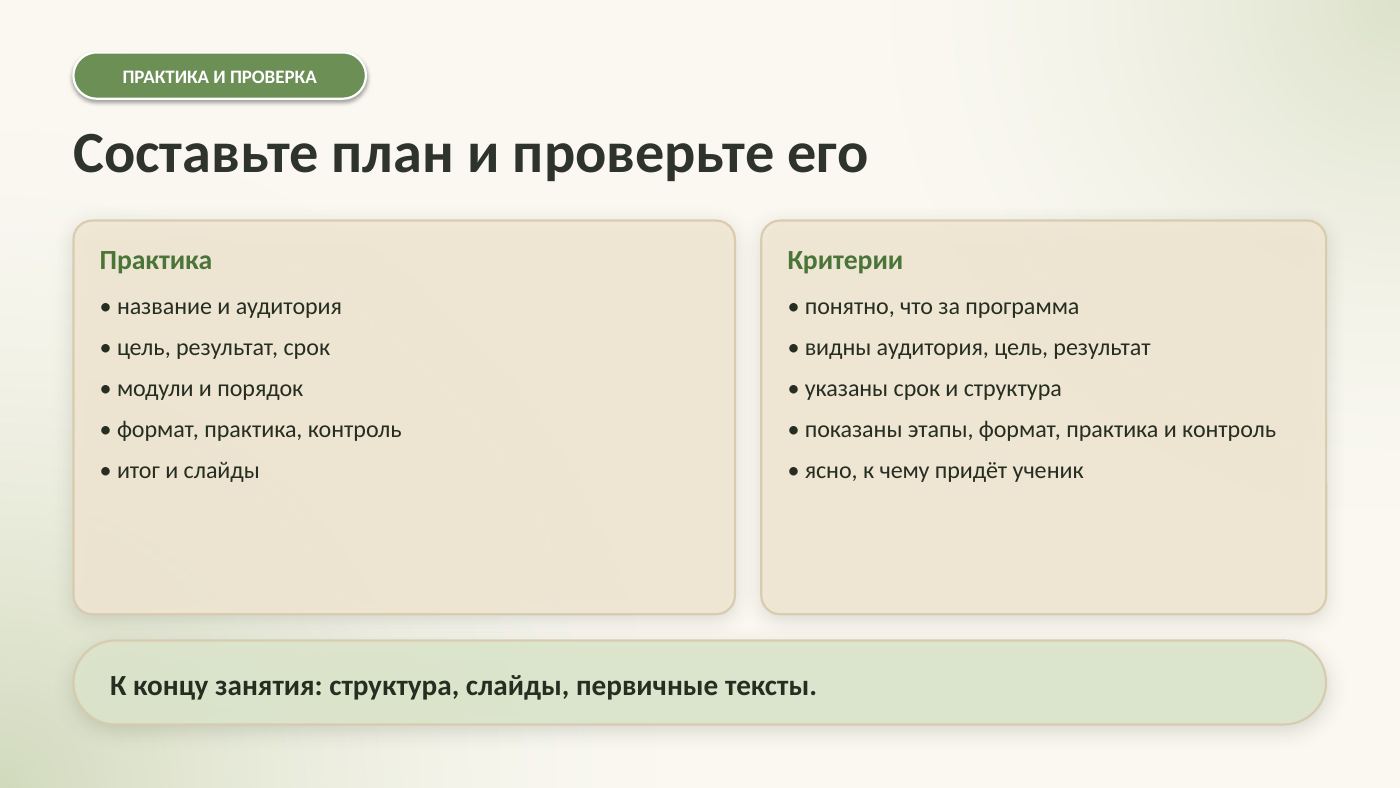 ПРАКТИКА И ПРОВЕРКА
Составьте план и проверьте его
Практика
• название и аудитория
• цель, результат, срок
• модули и порядок
• формат, практика, контроль
• итог и слайды
Критерии
• понятно, что за программа
• видны аудитория, цель, результат
• указаны срок и структура
• показаны этапы, формат, практика и контроль
• ясно, к чему придёт ученик
К концу занятия: структура, слайды, первичные тексты.